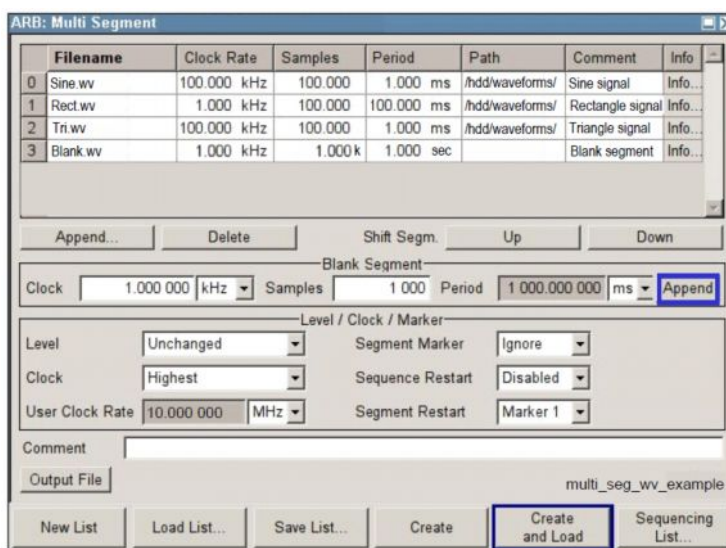 ARB: Multi Segment
Filename Clock Rate Samples Period Path Comment Info
0 Sine.wv 100.000 kHz 100.000 1.000 ms /hdd/waveforms/ Sine signal Info...
1 Rect.wv 1.000 kHz 100.000 100.000 ms /hdd/waveforms/ Rectangle signal Info...
2 Tri.wv 100.000 kHz 100.000 1.000 ms /hdd/waveforms/ Triangle signal Info...
3 Blank.wv 1.000 kHz 1.000 k 1.000 sec Blank segment Info...
Append... Delete Shift Segm. Up Down
Blank Segment
Clock 1.000 000 kHz Samples 1 000 Period 1 000.000 000 ms Append
Level / Clock / Marker
Level Unchanged Segment Marker Ignore
Clock Highest Sequence Restart Disabled
User Clock Rate 10.000 000 MHz Segment Restart Marker 1
Comment
Output File multi_seg_wv_example
New List Load List... Save List... Create Create and Load Sequencing List...